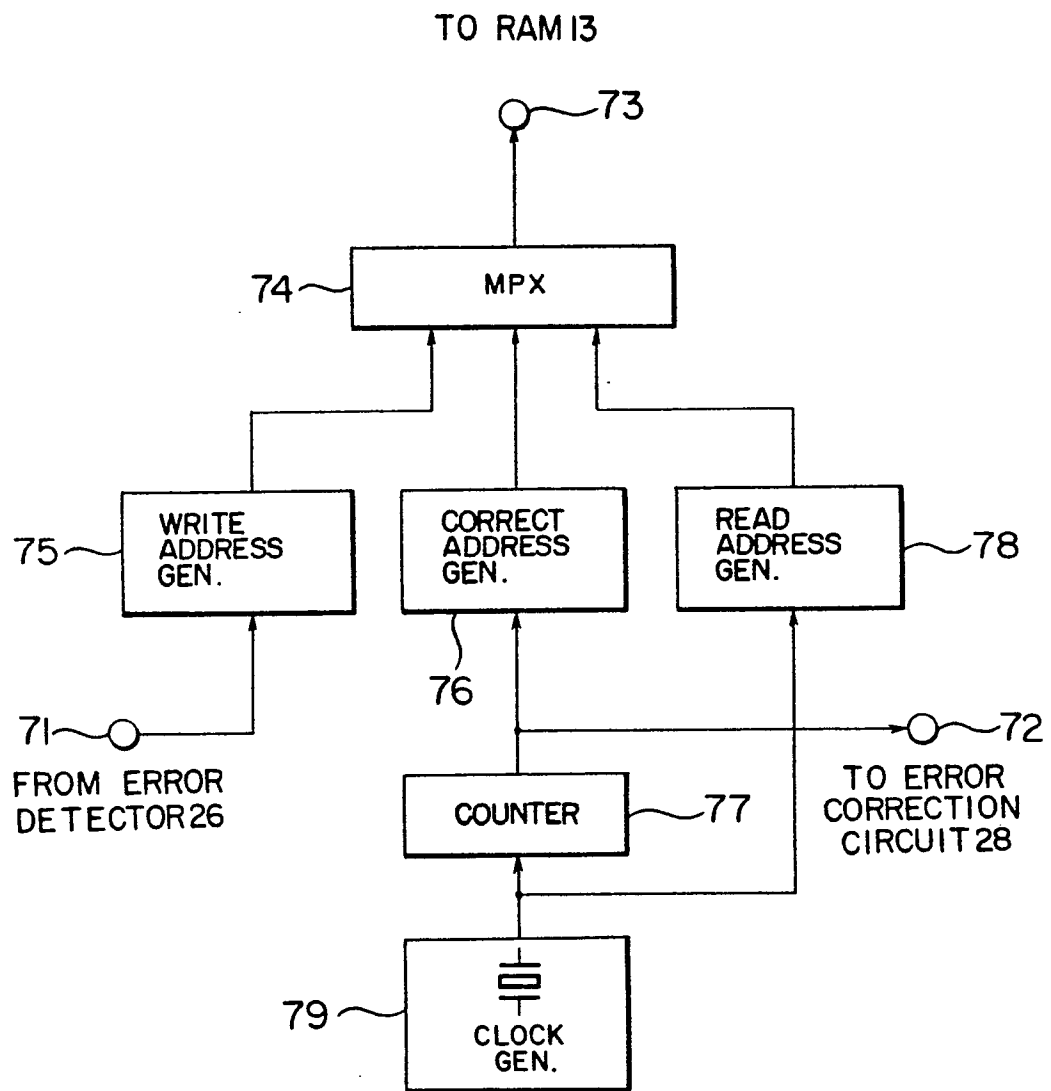 TO RAM 13
73
74
MPX
75
WRITE
ADDRESS
GEN.
CORRECT
ADDRESS
GEN.
READ
ADDRESS
GEN.
78
76
71
FROM ERROR
DETECTOR 26
72
TO ERROR
CORRECTION
CIRCUIT 28
COUNTER
77
79
CLOCK
GEN.